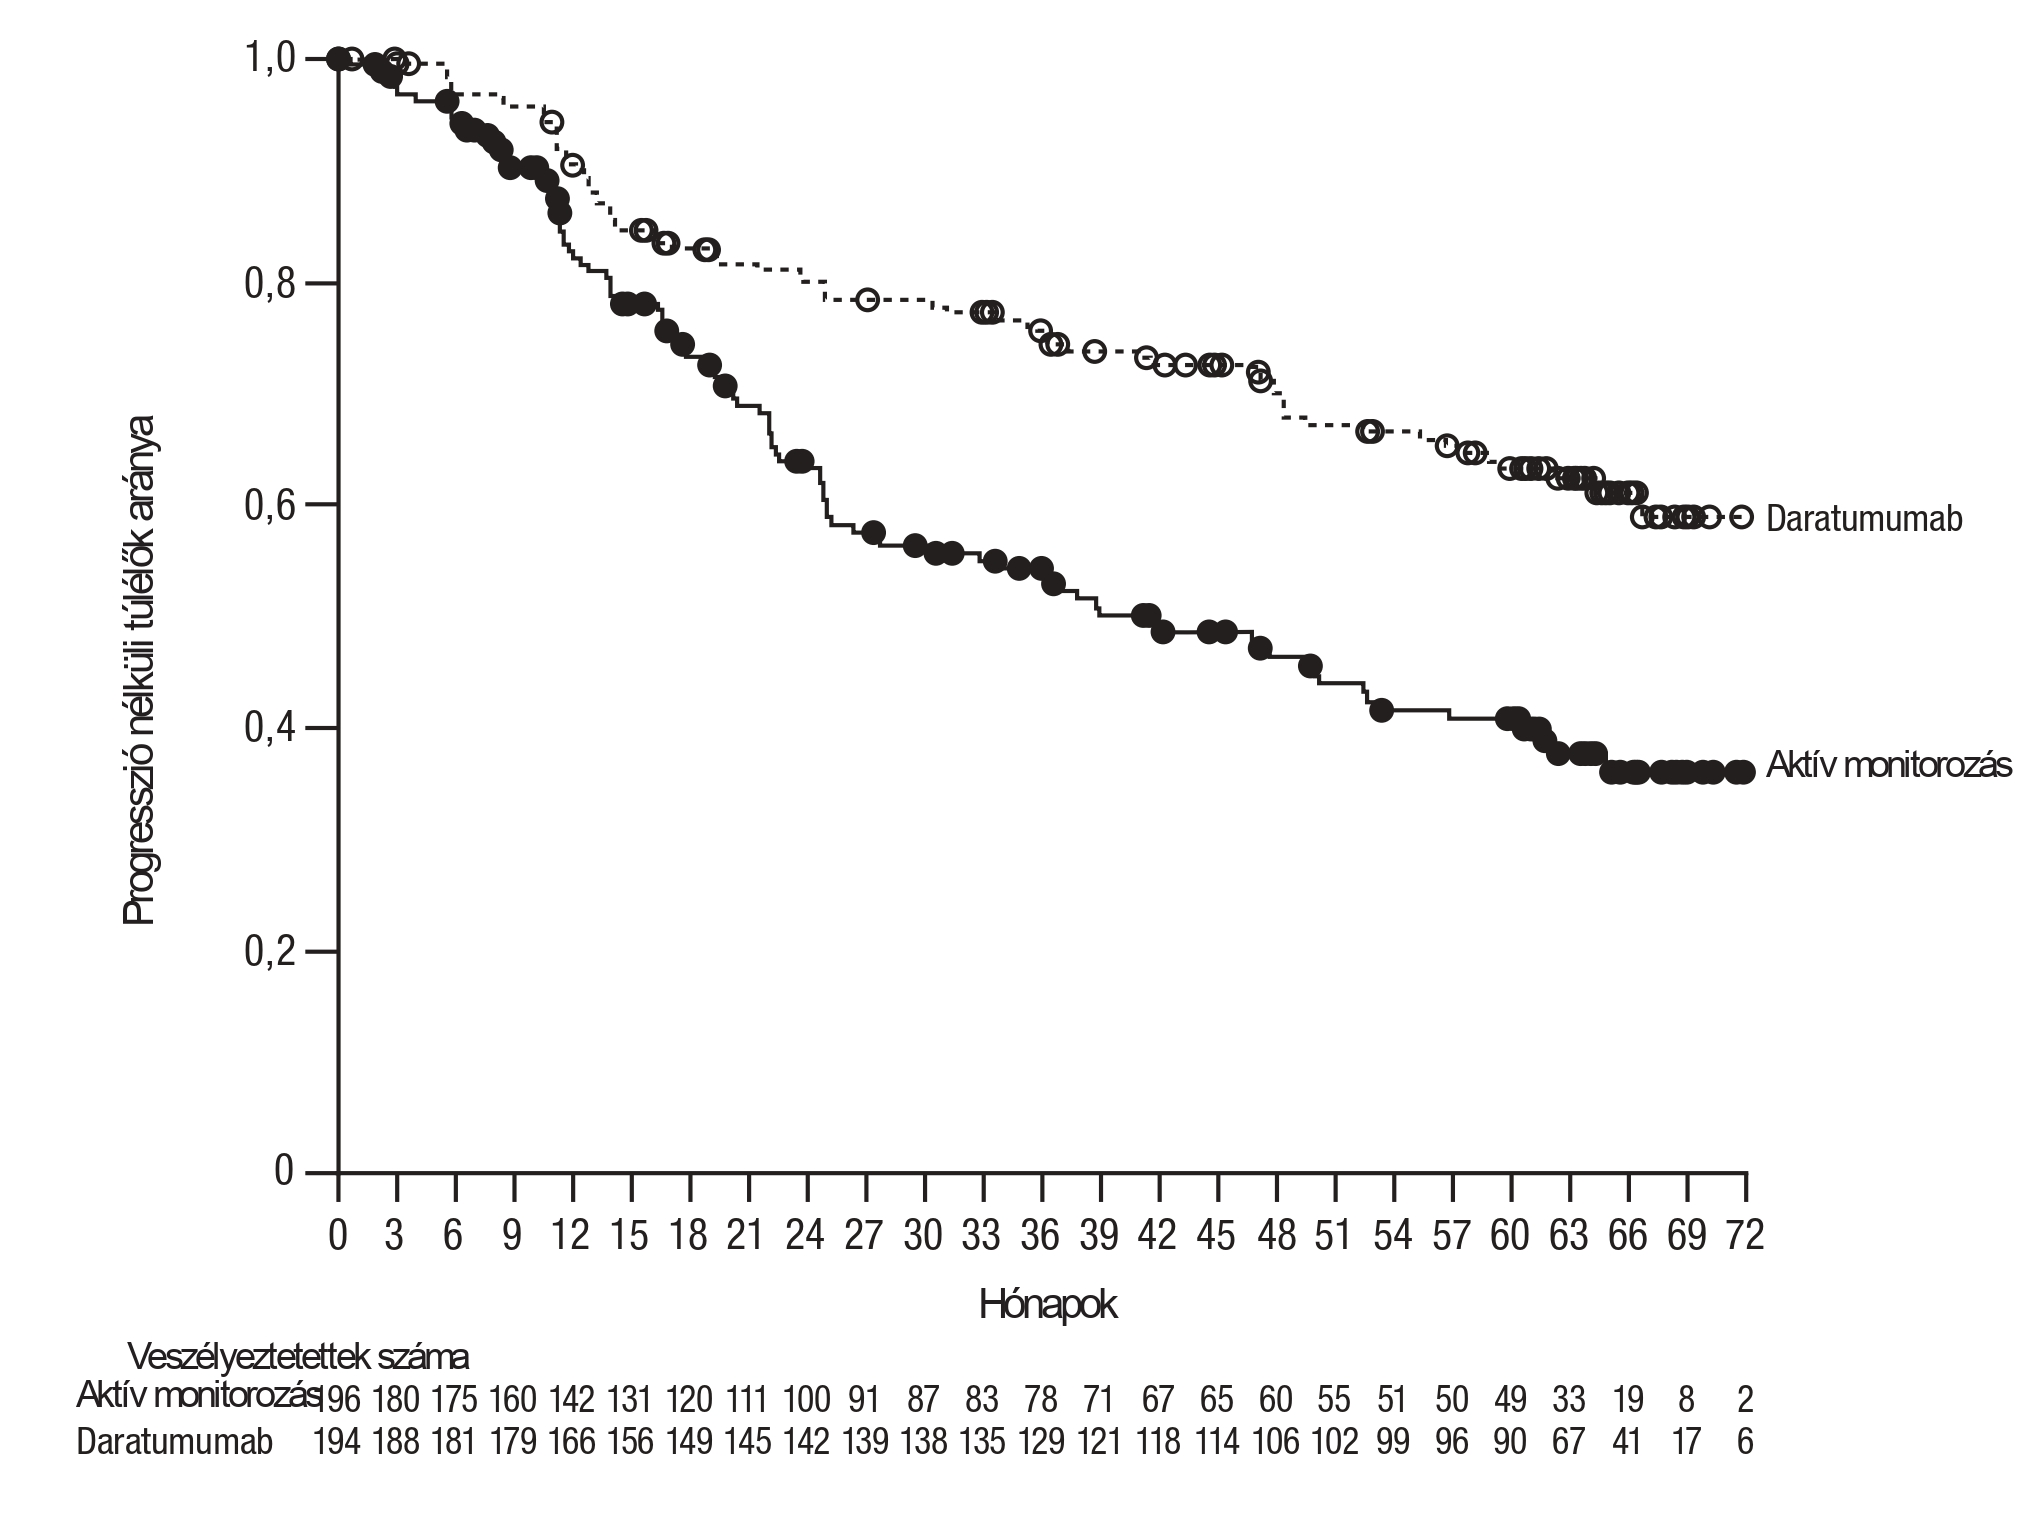 1,0
0,8
0,6
0,4
0,2
0
Progresszió nélküli túlélők aránya
Daratumumab
Aktív monitorozás
0 3 6 9 12 15 18 21 24 27 30 33 36 39 42 45 48 51 54 57 60 63 66 69 72
Hónapok
Veszélyeztetettek száma
Aktív monitorozás 196 180 175 160 142 131 120 111 100 91 87 83 78 71 67 65 60 55 51 50 49 33 19 8 2
Daratumumab 194 188 181 179 166 156 149 145 142 139 138 135 129 121 118 114 106 102 99 96 90 67 41 17 6